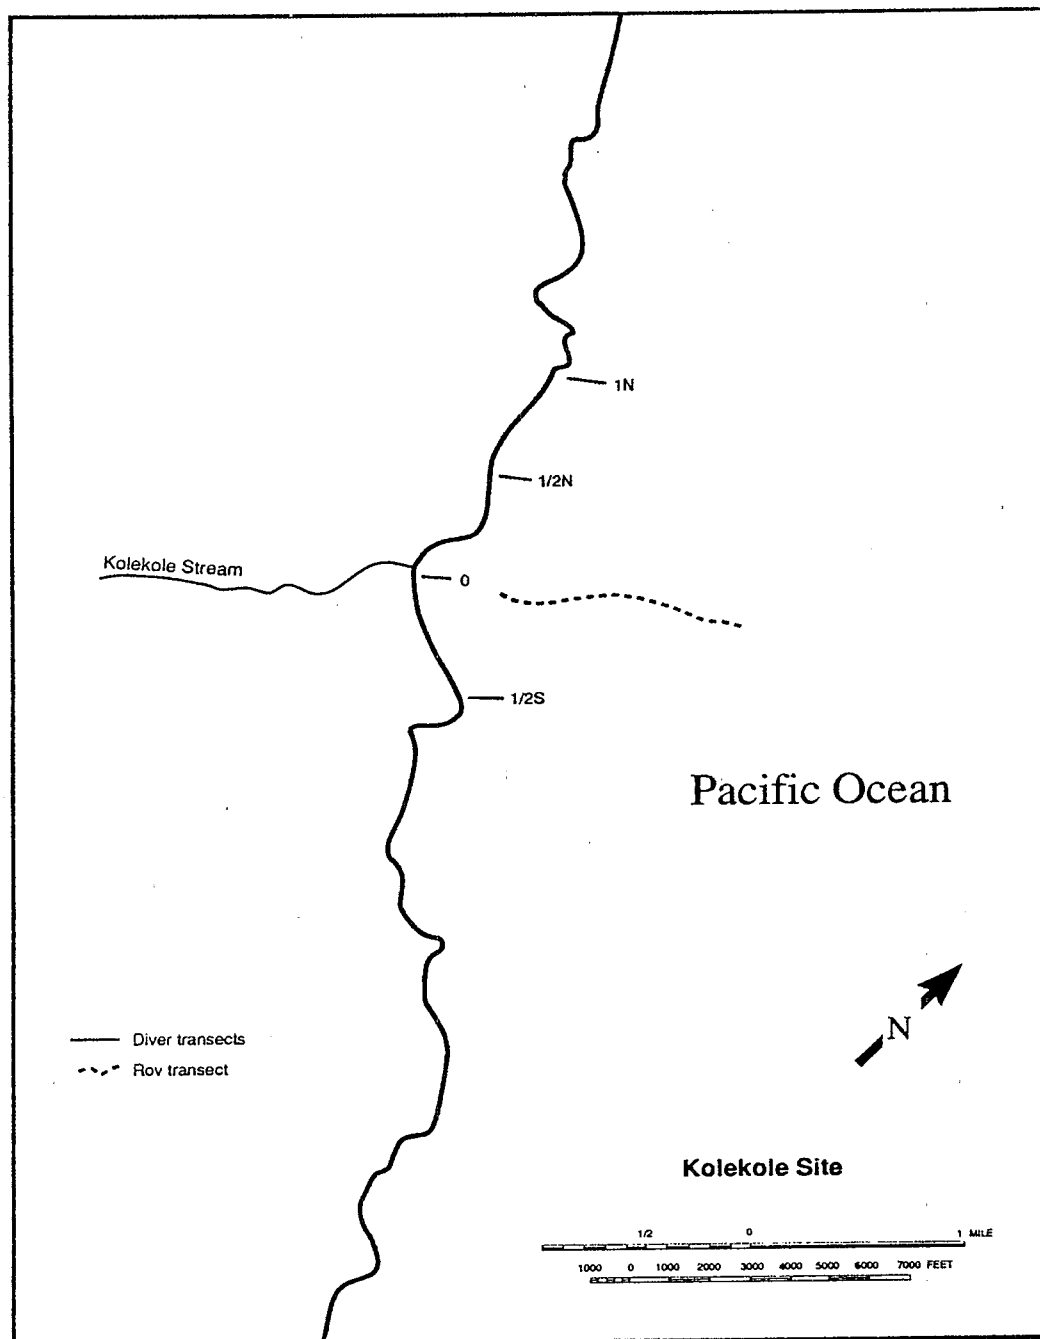 1N
1/2N
Kolekole Stream
0
1/2S
Pacific Ocean
N
Diver transects
Rov transect
Kolekole Site
1/2 0 1 MILE
1000 0 1000 2000 3000 4000 5000 6000 7000 FEET